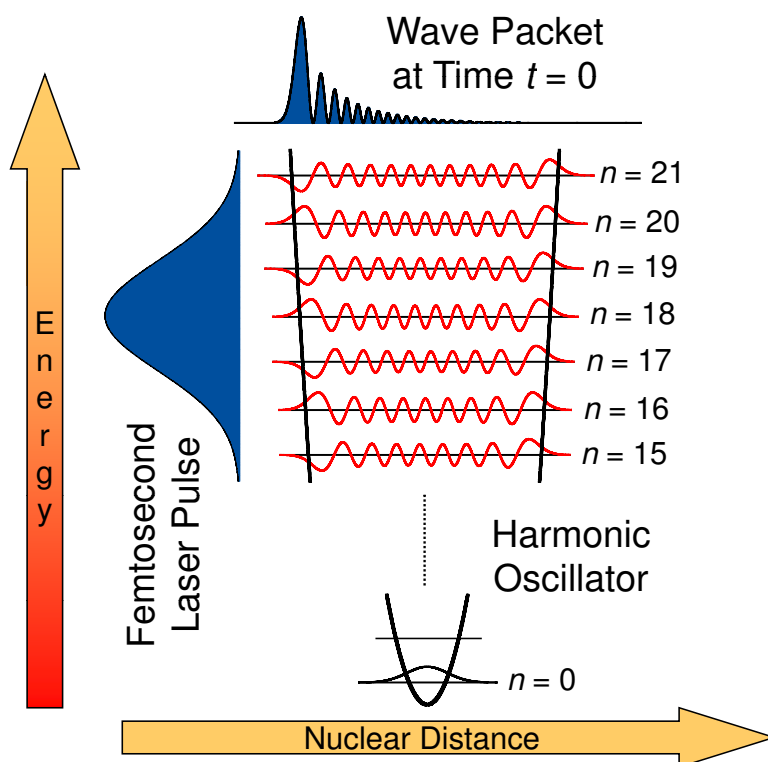 Wave Packet
at Time t = 0
n = 21
n = 20
n = 19
n = 18
n = 17
n = 16
n = 15
Energy
Femtosecond
Laser Pulse
Harmonic
Oscillator
n = 0
Nuclear Distance